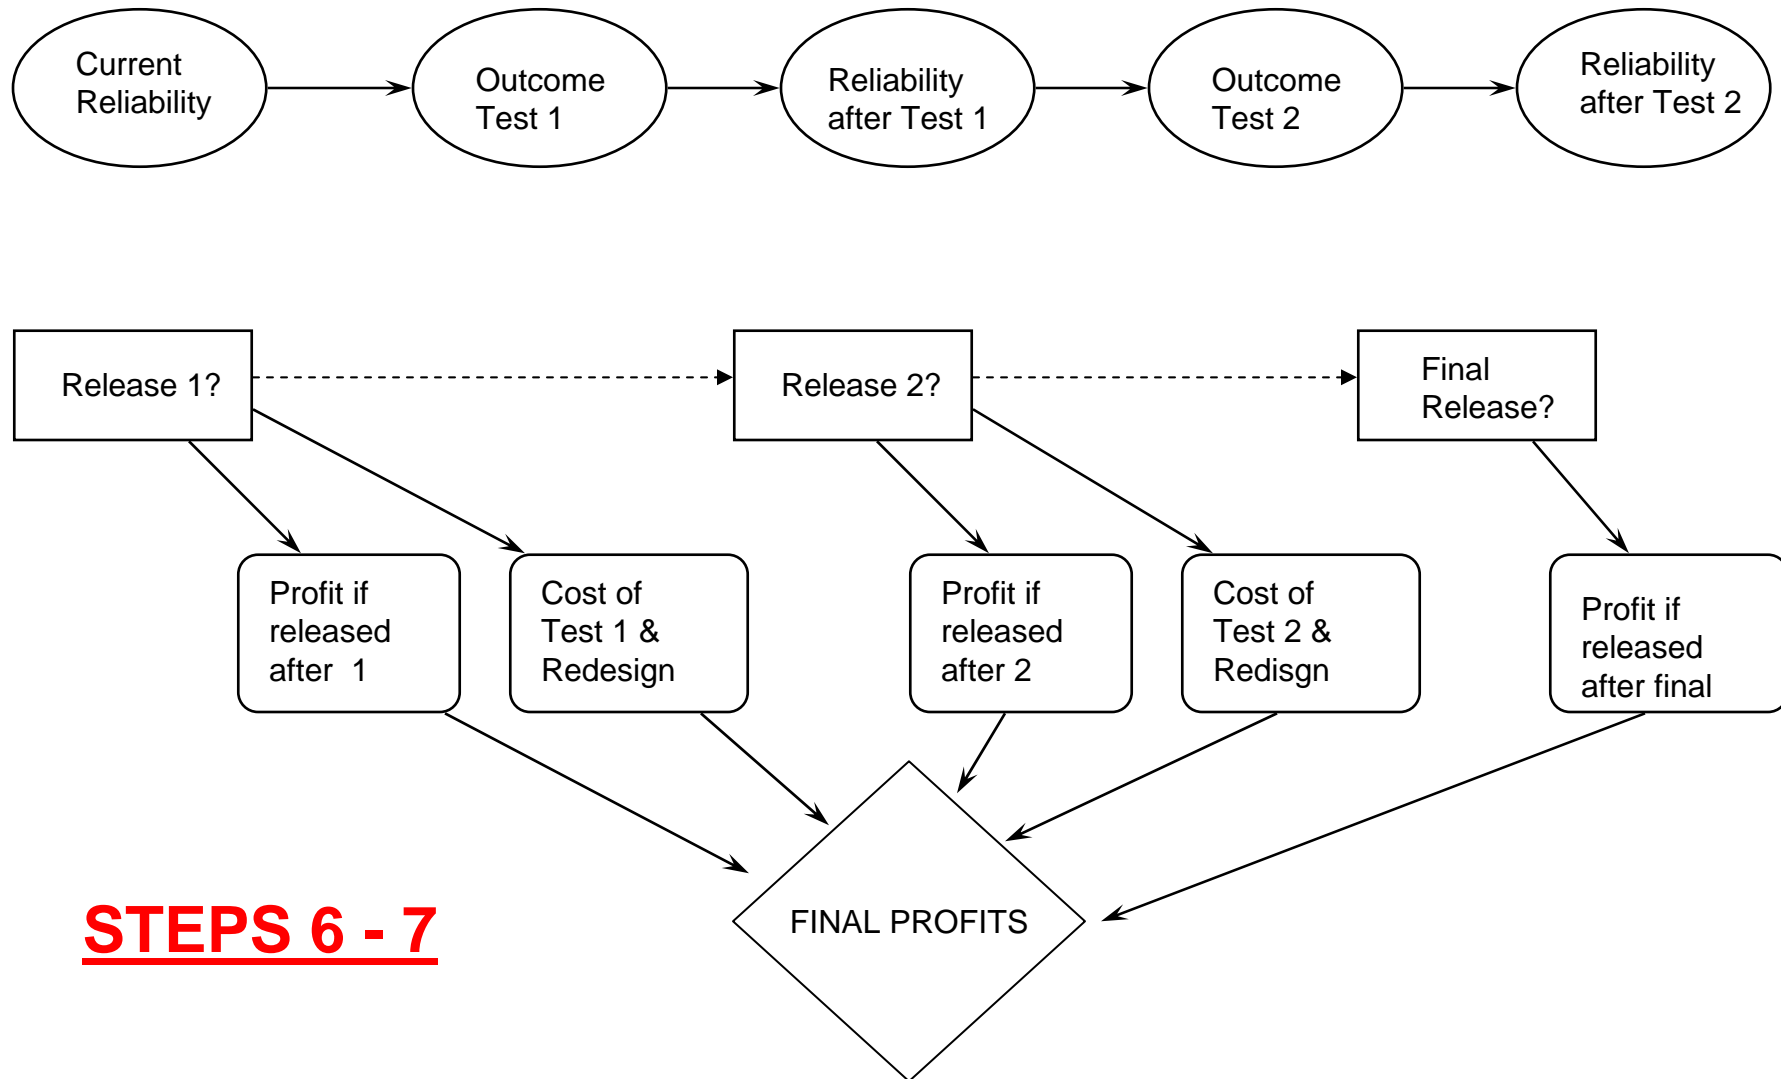 Current
Reliability
Outcome
Test 1
Reliability
after Test 1
Outcome
Test 2
Reliability
after Test 2
Release 1?
Release 2?
Final
Release?
Profit if
released
after 1
Cost of
Test 1 &
Redesign
Profit if
released
after 2
Cost of
Test 2 &
Redisgn
Profit if
released
after final
FINAL PROFITS
STEPS 6 - 7